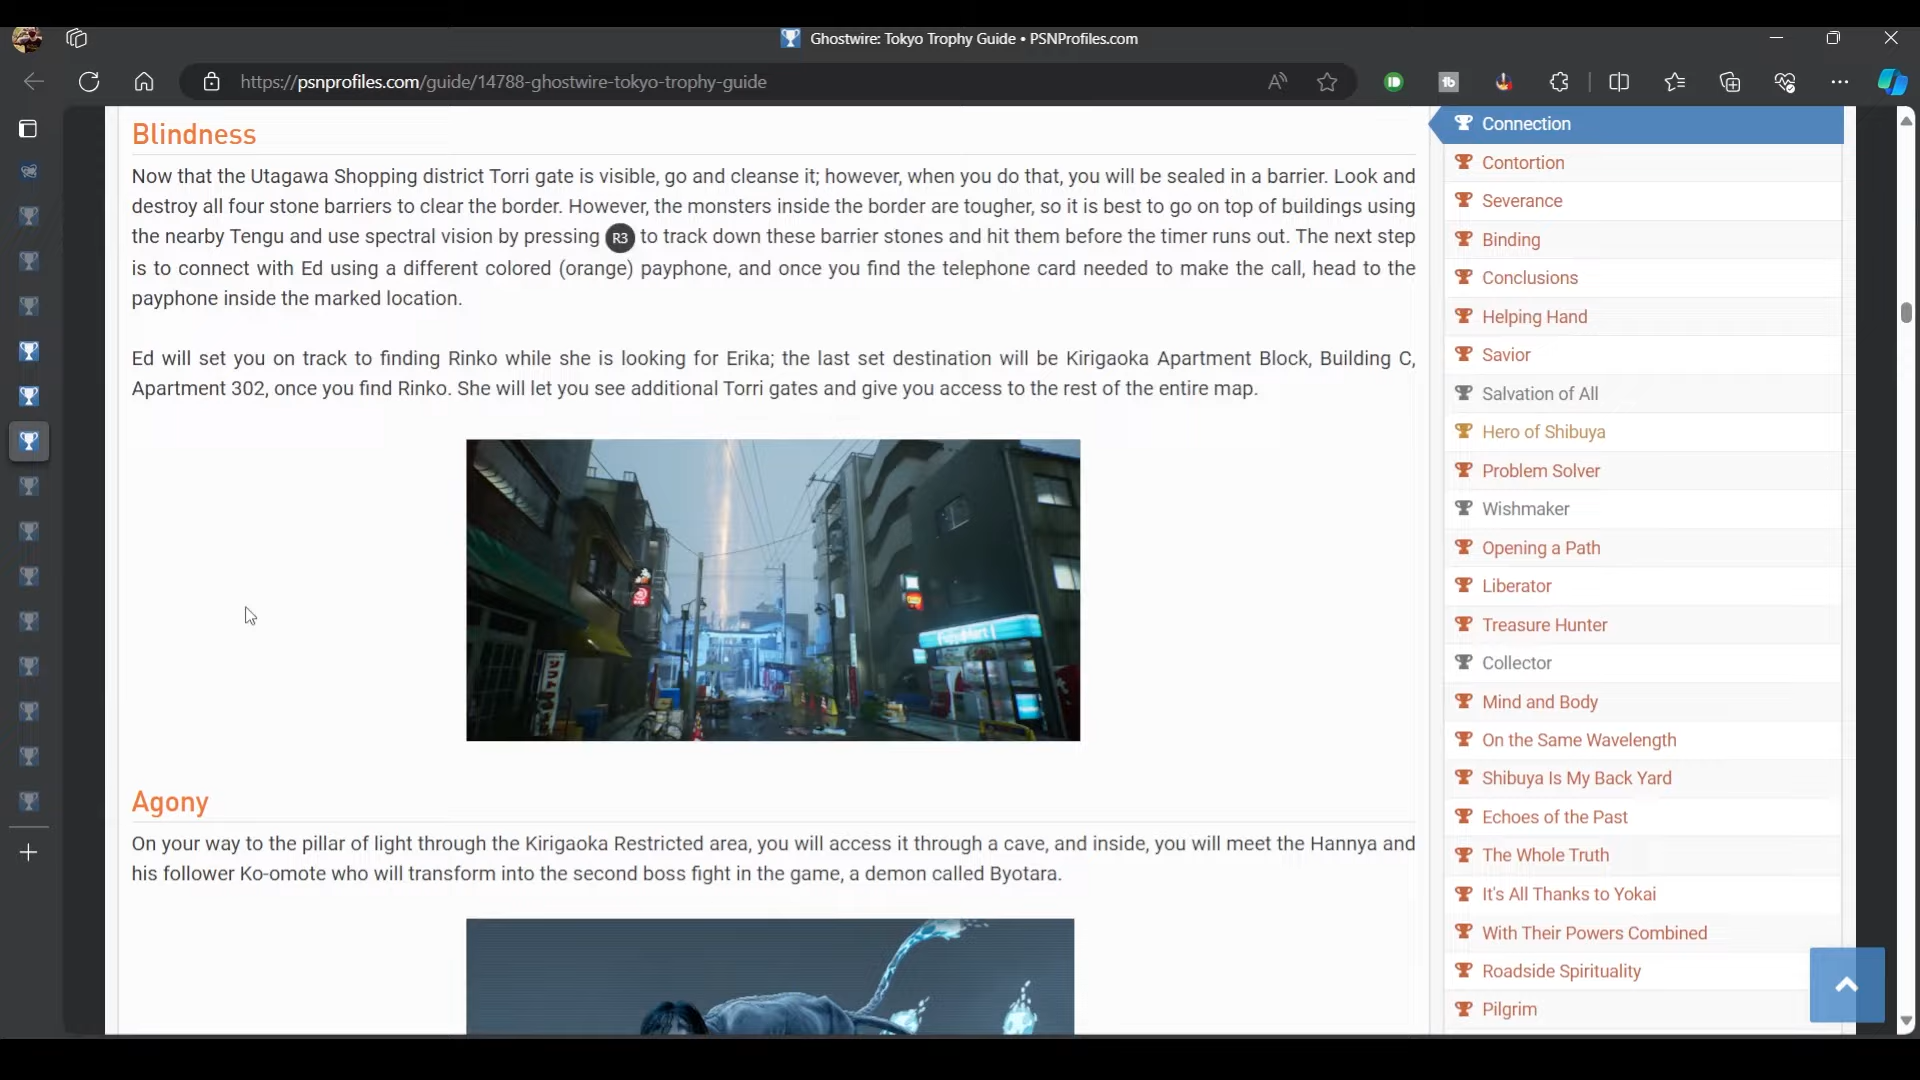 Ghostwire: Tokyo Trophy Guide • PSNProfiles.com
https://psnprofiles.com/guide/14788-ghostwire-tokyo-trophy-guide
Blindness
Now that the Utagawa Shopping district Torri gate is visible, go and cleanse it; however, when you do that, you will be sealed in a barrier. Look and
destroy all four stone barriers to clear the border. However, the monsters inside the border are tougher, so it is best to go on top of buildings using
the nearby Tengu and use spectral vision by pressing R3 to track down these barrier stones and hit them before the timer runs out. The next step
is to connect with Ed using a different colored (orange) payphone, and once you find the telephone card needed to make the call, head to the
payphone inside the marked location.
Ed will set you on track to finding Rinko while she is looking for Erika; the last set destination will be Kirigaoka Apartment Block, Building C,
Apartment 302, once you find Rinko. She will let you see additional Torri gates and give you access to the rest of the entire map.
Agony
On your way to the pillar of light through the Kirigaoka Restricted area, you will access it through a cave, and inside, you will meet the Hannya and
his follower Ko-omote who will transform into the second boss fight in the game, a demon called Byotara.
Connection
Contortion
Severance
Binding
Conclusions
Helping Hand
Savior
Salvation of All
Hero of Shibuya
Problem Solver
Wishmaker
Opening a Path
Liberator
Treasure Hunter
Collector
Mind and Body
On the Same Wavelength
Shibuya Is My Back Yard
Echoes of the Past
The Whole Truth
It's All Thanks to Yokai
With Their Powers Combined
Roadside Spirituality
Pilgrim